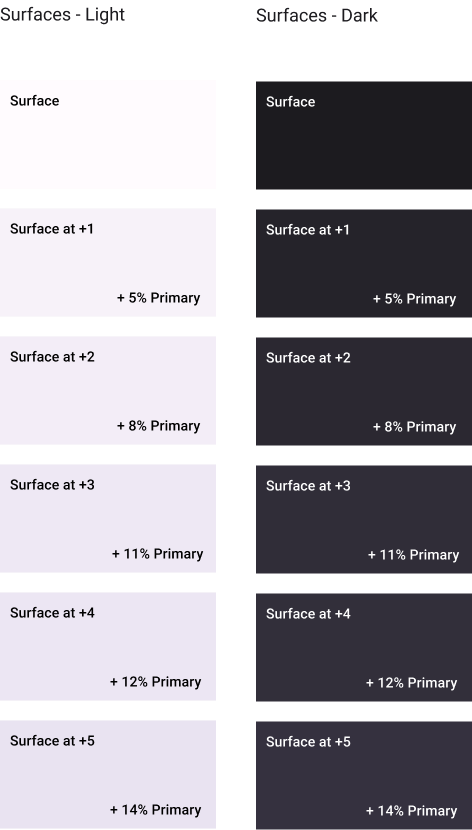 Surfaces - Light
Surface
Surface at +1
+ 5% Primary
Surface at +2
+ 8% Primary
Surface at +3
+ 11% Primary
Surface at +4
+ 12% Primary
Surface at +5
+ 14% Primary
Surfaces - Dark
Surface
Surface at +1
+ 5% Primary
Surface at +2
+ 8% Primary
Surface at +3
+ 11% Primary
Surface at +4
+ 12% Primary
Surface at +5
+ 14% Primary